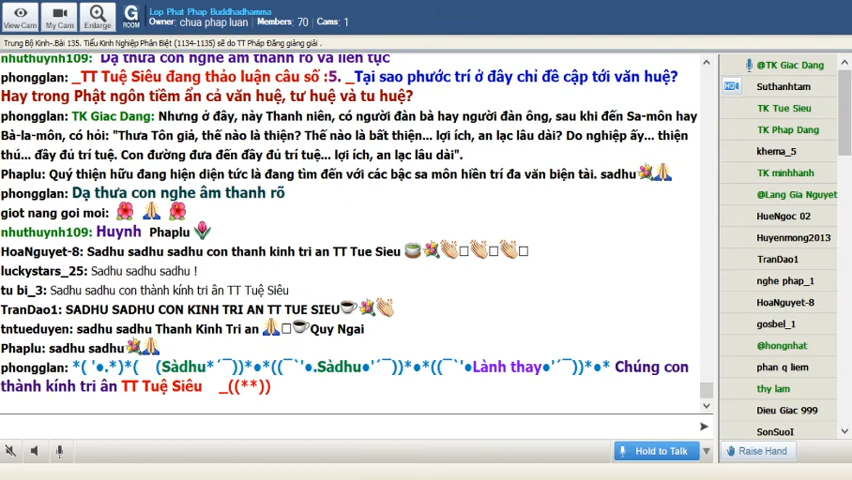 View Cam
My Cam
Enlarge
G
ROOM
Lop Phat Phap Buddhadhamma
Owner: chua phap luan Members: 70 Cams: 1
Trung Bộ Kinh-.Bài 135. Tiểu Kinh Nghiệp Phân Biệt (1134-1135) sẽ do TT Pháp Đăng giảng giải .
nhuthuynh109: Dạ thưa con nghe âm thanh rõ và liên tục
phongglan: _TT Tuệ Siêu đang thảo luận câu số :5. _Tại sao phước trí ở đây chỉ đề cập tới văn huệ?
Hay trong Phật ngôn tiềm ẩn cả văn huệ, tư huệ và tu huệ?
phongglan: TK Giac Dang: Nhưng ở đây, này Thanh niên, có người đàn bà hay người đàn ông, sau khi đến Sa-môn hay
Bà-la-môn, có hỏi: "Thưa Tôn giả, thế nào là thiện? Thế nào là bất thiện... lợi ích, an lạc lâu dài? Do nghiệp ấy... thiện
thú... đầy đủ trí tuệ. Con đường đưa đến đầy đủ trí tuệ... lợi ích, an lạc lâu dài".
Phaplu: Quý thiện hữu đang hiện diện tức là đang tìm đến với các bậc sa môn hiền trí đa văn biện tài. sadhu
phongglan: Dạ thưa con nghe âm thanh rõ
giot nang goi moi:
nhuthuynh109: Huynh Phaplu
HoaNguyet-8: Sadhu sadhu sadhu con thanh kinh tri an TT Tue Sieu
luckystars_25: Sadhu sadhu sadhu !
tu bi_3: Sadhu sadhu sadhu con thành kính tri ân TT Tuệ Siêu
TranDao1: SADHU SADHU CON KINH TRI AN TT TUE SIEU
tntueduyen: sadhu sadhu Thanh Kinh Tri an Quy Ngai
Phaplu: sadhu sadhu
phongglan: *( '●.*)*( (Sàdhu*´¯))*●*((¯`'●.Sàdhu●'´¯))*●*((¯`'●Lành thay●'´¯))*●* Chúng con
thành kính tri ân TT Tuệ Siêu _((**))
Hold to Talk
@TK Giac Dang
Suthanhtam
TK Tue Sieu
TK Phap Dang
khema_5
TK minhhanh
@Lang Gia Nguyet
HueNgoc 02
Huyenmong2013
TranDao1
nghe phap_1
HoaNguyet-8
gosbel_1
@hongnhat
phan q liem
thy lam
Dieu Giac 999
SonSuoI
Raise Hand